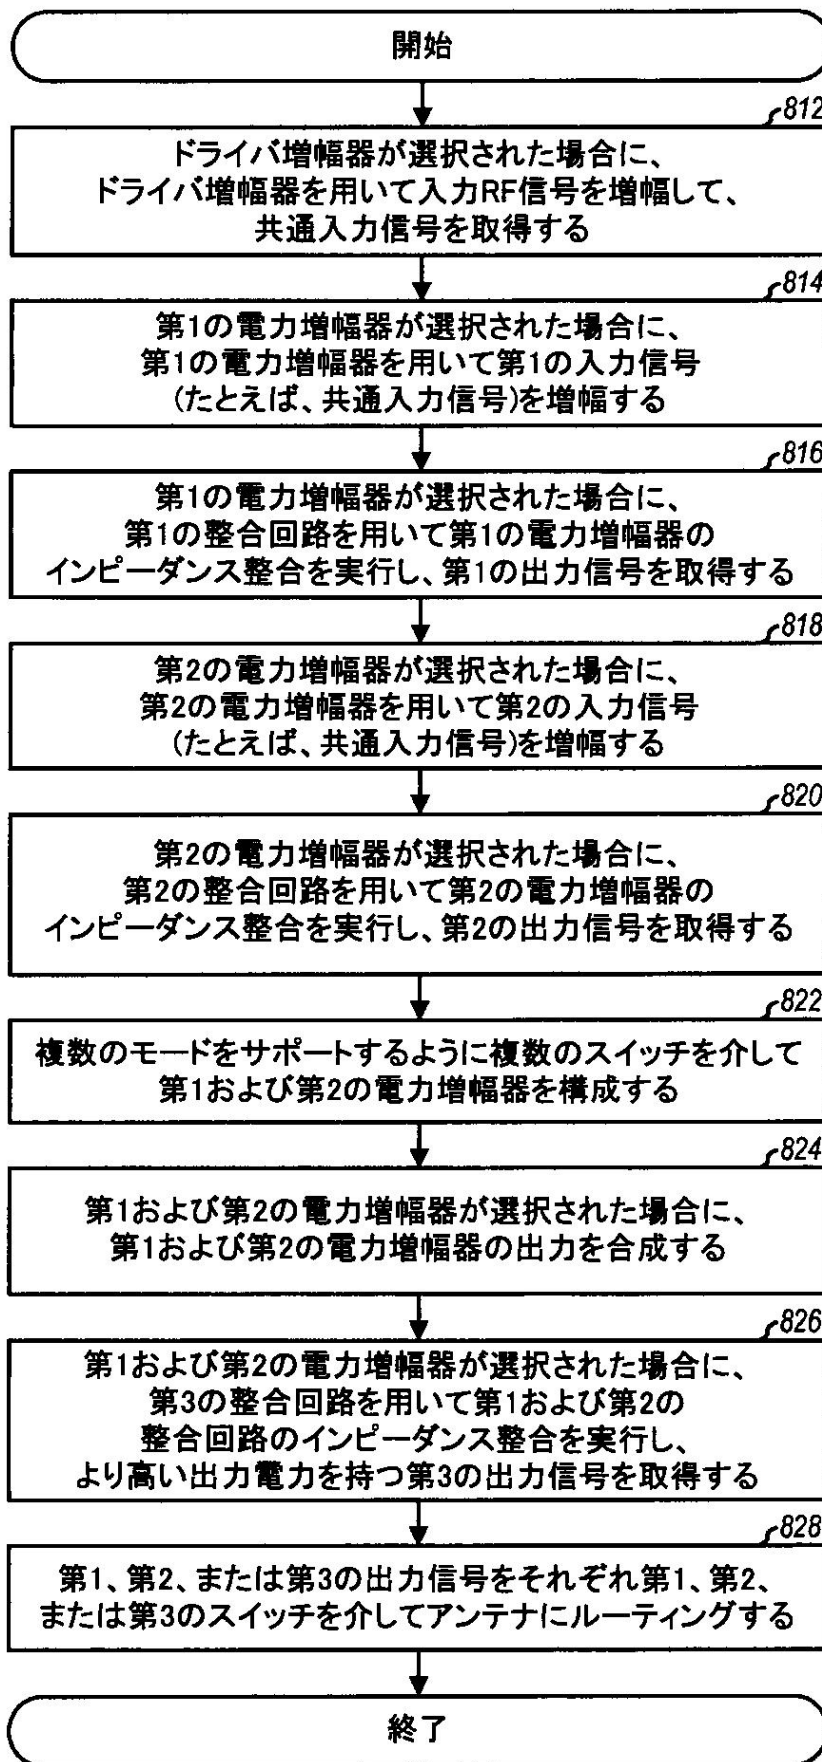 開始
812
ドライバ増幅器が選択された場合に、
ドライバ増幅器を用いて入力RF信号を増幅して、
共通入力信号を取得する
814
第1の電力増幅器が選択された場合に、
第1の電力増幅器を用いて第1の入力信号
(たとえば、共通入力信号)を増幅する
816
第1の電力増幅器が選択された場合に、
第1の整合回路を用いて第1の電力増幅器の
インピーダンス整合を実行し、第1の出力信号を取得する
818
第2の電力増幅器が選択された場合に、
第2の電力増幅器を用いて第2の入力信号
(たとえば、共通入力信号)を増幅する
820
第2の電力増幅器が選択された場合に、
第2の整合回路を用いて第2の電力増幅器の
インピーダンス整合を実行し、第2の出力信号を取得する
822
複数のモードをサポートするように複数のスイッチを介して
第1および第2の電力増幅器を構成する
824
第1および第2の電力増幅器が選択された場合に、
第1および第2の電力増幅器の出力を合成する
826
第1および第2の電力増幅器が選択された場合に、
第3の整合回路を用いて第1および第2の
整合回路のインピーダンス整合を実行し、
より高い出力電力を持つ第3の出力信号を取得する
828
第1、第2、または第3の出力信号をそれぞれ第1、第2、
または第3のスイッチを介してアンテナにルーティングする
終了